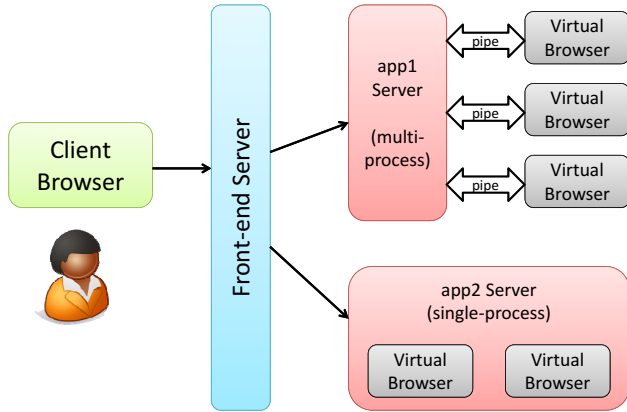 Client
Browser
Front-end Server
app1
Server
(multi-
process)
pipe
Virtual
Browser
pipe
Virtual
Browser
pipe
Virtual
Browser
app2 Server
(single-process)
Virtual
Browser
Virtual
Browser